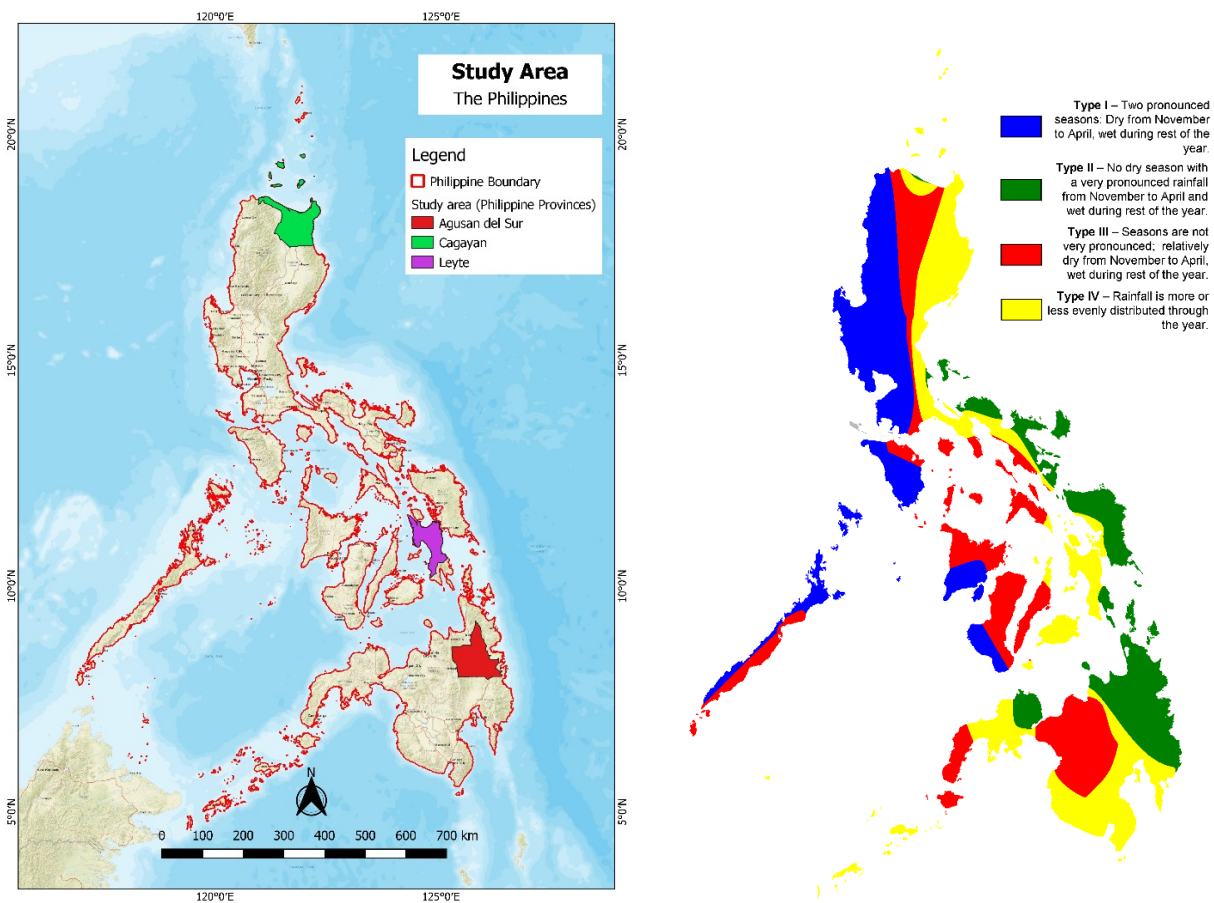 120°0'E 125°0'E
Study Area
The Philippines
Legend
Philippine Boundary
Study area (Philippine Provinces)
Agusan del Sur
Cagayan
Leyte
20°0'N
15°0'N
10°0'N
5°0'N
20°0'N
15°0'N
10°0'N
5°0'N
N
0 100 200 300 400 500 600 700 km
120°0'E 125°0'E
Type I – Two pronounced
seasons: Dry from November
to April, wet during rest of the
year.
Type II – No dry season with
a very pronounced rainfall
from November to April and
wet during rest of the year.
Type III – Seasons are not
very pronounced; relatively
dry from November to April,
wet during rest of the year.
Type IV – Rainfall is more or
less evenly distributed through
the year.